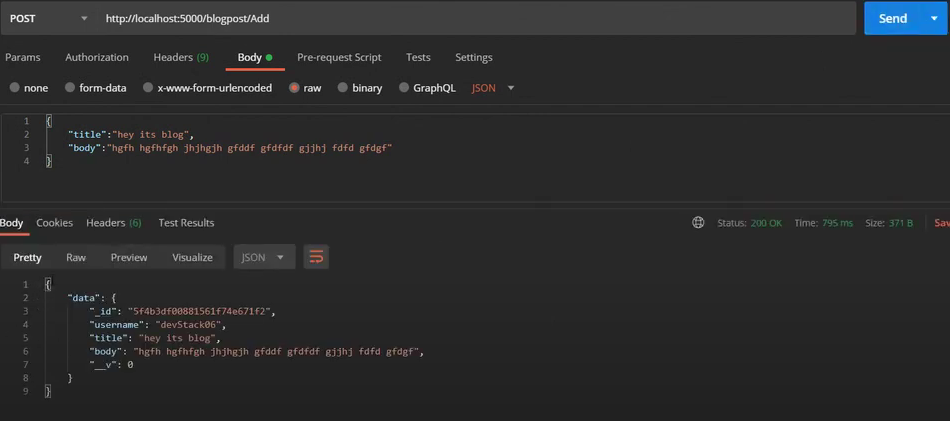 POST http://localhost:5000/blogpost/Add Send
Params Authorization Headers (9) Body Pre-request Script Tests Settings
none form-data x-www-form-urlencoded raw binary GraphQL JSON
1 {
2 "title":"hey its blog",
3 "body":"hgfh hgfhfgh jhjhgjh gfddf gfdfdf gjjhj fdfd gfdgf"
4 }
Body Cookies Headers (6) Test Results Status: 200 OK Time: 795 ms Size: 371 B Sav
Pretty Raw Preview Visualize JSON
1 {
2 "data": {
3 "_id": "5f4b3df00881561f74e671f2",
4 "username": "devStack06",
5 "title": "hey its blog",
6 "body": "hgfh hgfhfgh jhjhgjh gfddf gfdfdf gjjhj fdfd gfdgf",
7 "__v": 0
8 }
9 }